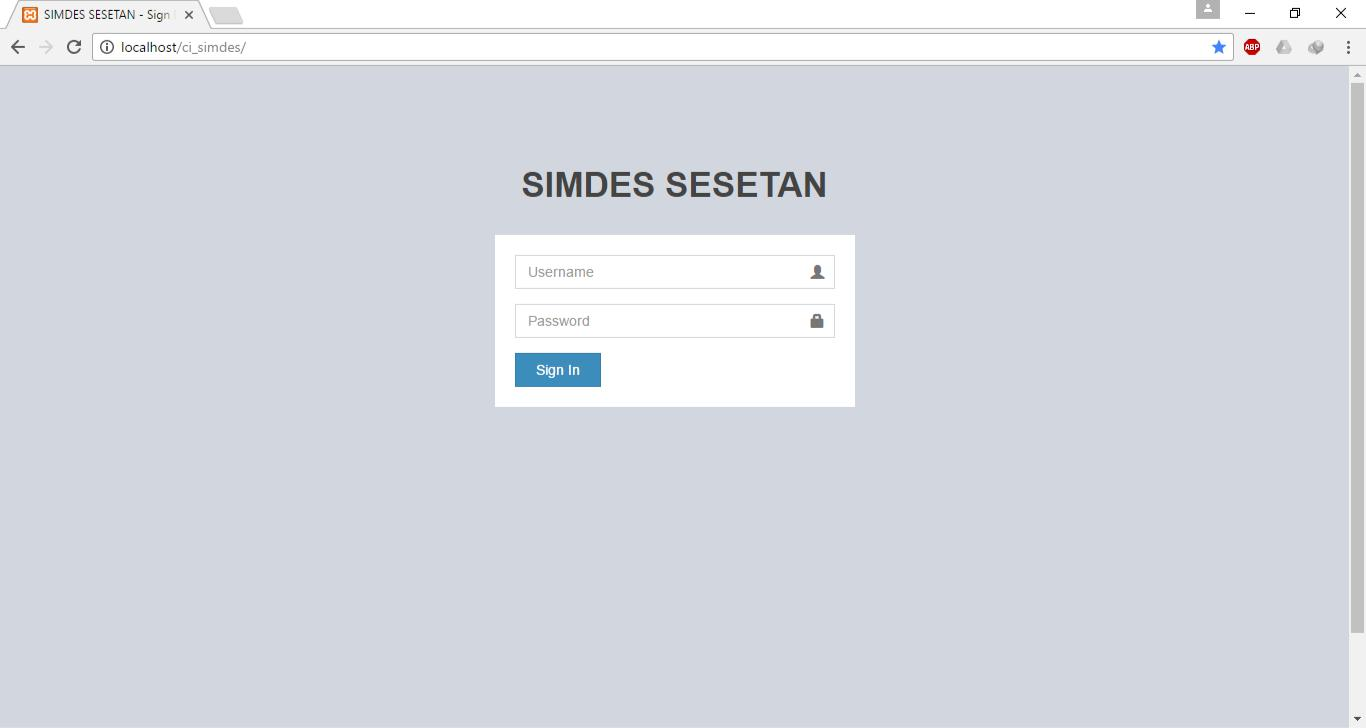 SIMDES SESETAN - Sign
localhost/ci_simdes/
ABP
SIMDES SESETAN
Username
Password
Sign In